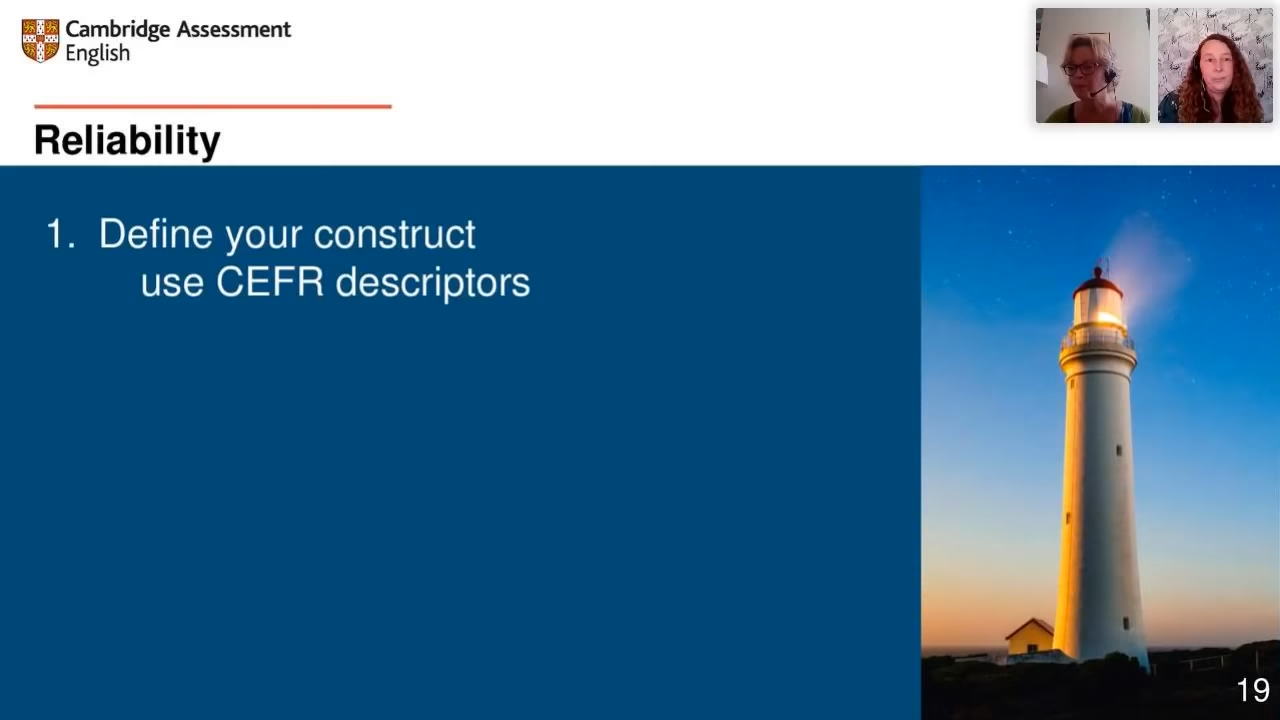 Cambridge Assessment
English
Reliability
1. Define your construct
use CEFR descriptors
19